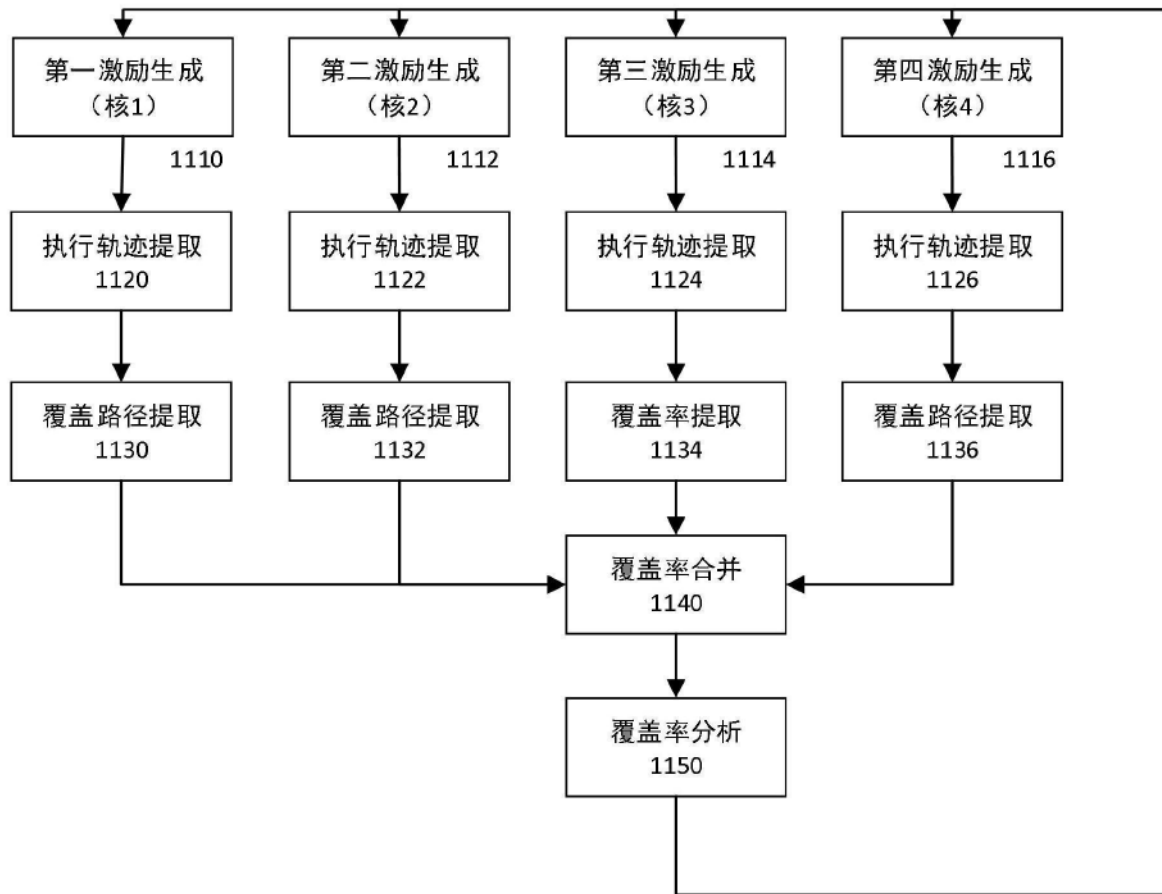 第一激励生成
（核1）
第二激励生成
（核2）
第三激励生成
（核3）
第四激励生成
（核4）
1110
1112
1114
1116
执行轨迹提取
1120
执行轨迹提取
1122
执行轨迹提取
1124
执行轨迹提取
1126
覆盖路径提取
1130
覆盖路径提取
1132
覆盖率提取
1134
覆盖路径提取
1136
覆盖率合并
1140
覆盖率分析
1150